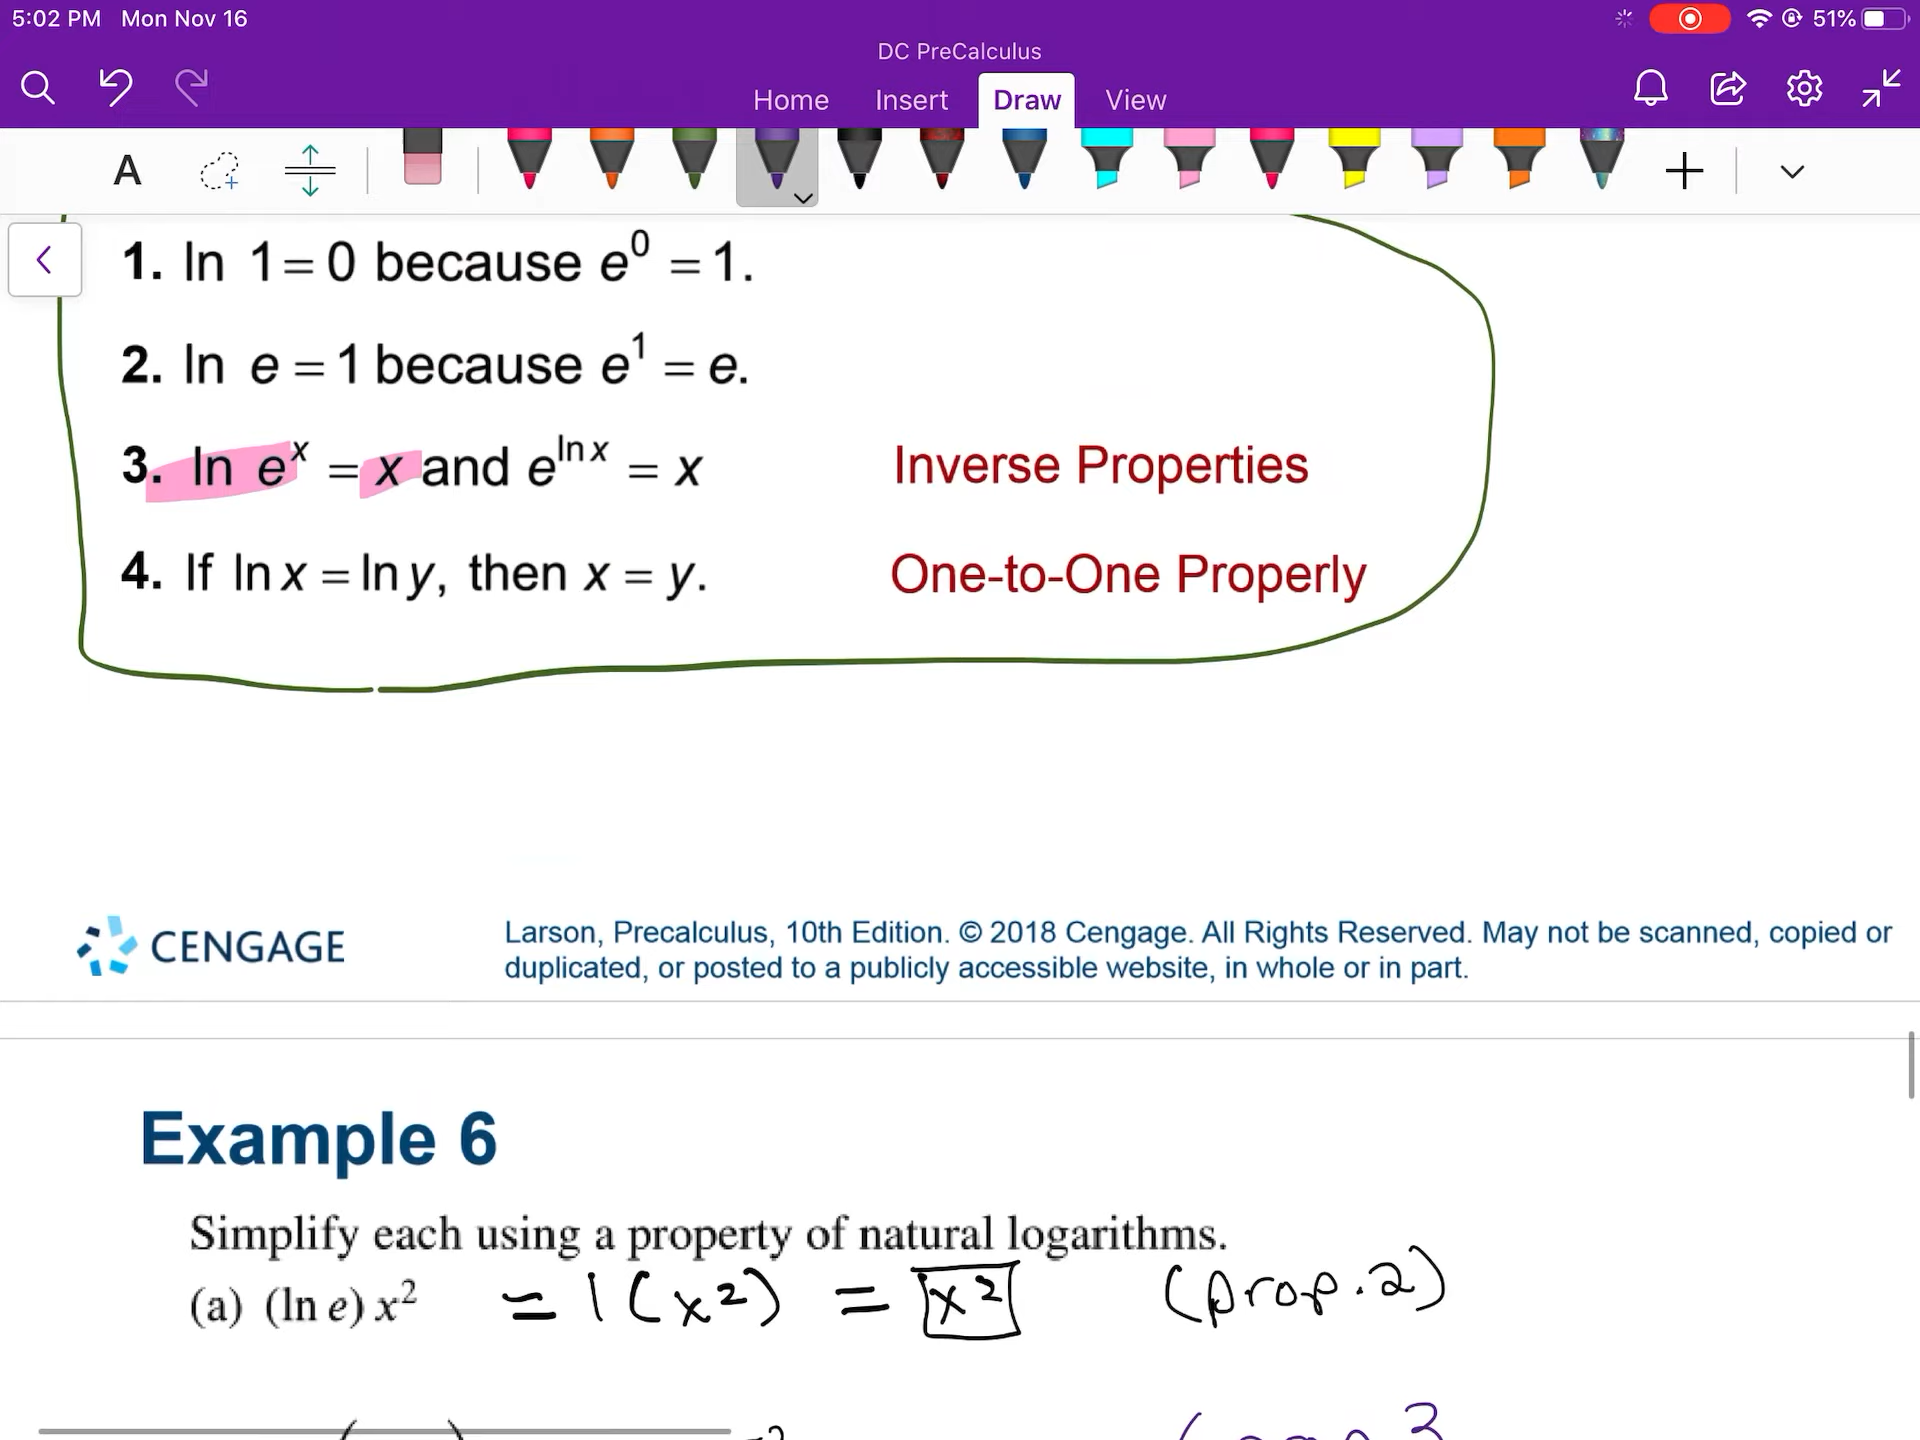 5:02 PM Mon Nov 16
51%
DC PreCalculus
Home Insert Draw View
A
1. ln 1 = 0 because e⁰ = 1.
2. ln e = 1 because e¹ = e.
3. ln eˣ = x and e^(ln x) = x Inverse Properties
4. If ln x = ln y, then x = y. One-to-One Properly
CENGAGE
Larson, Precalculus, 10th Edition. © 2018 Cengage. All Rights Reserved. May not be scanned, copied or
duplicated, or posted to a publicly accessible website, in whole or in part.
Example 6
Simplify each using a property of natural logarithms.
(a) (ln e) x² = 1(x²) = x² (prop.2)